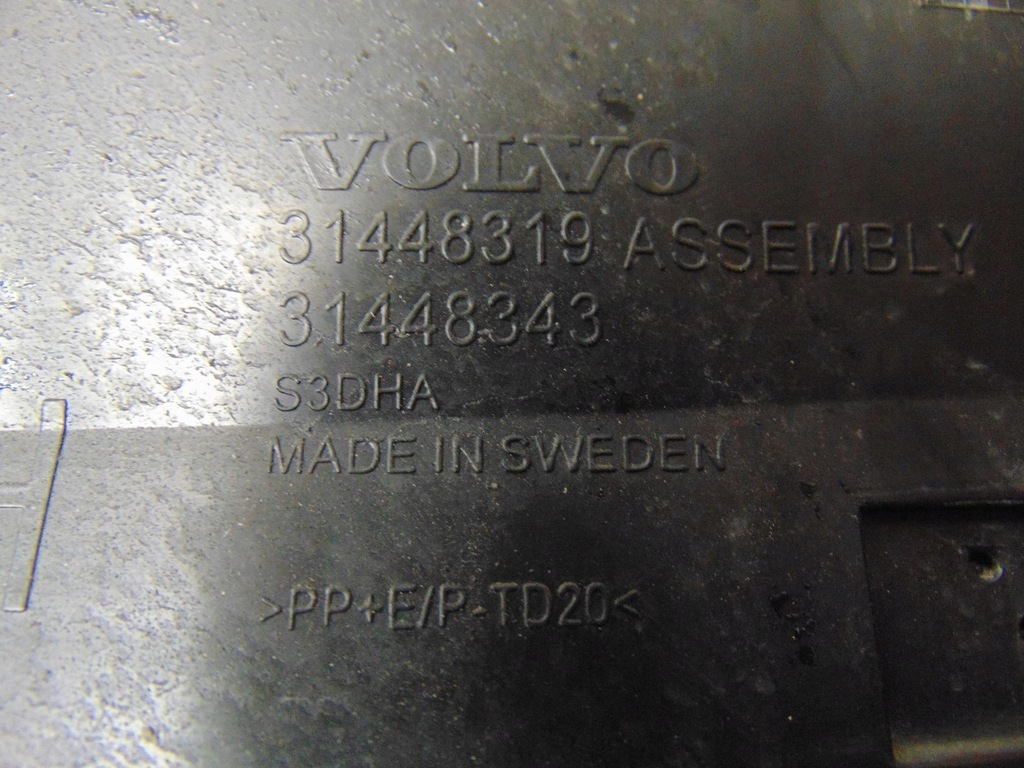 VOLVO
31448319 ASSEMBLY
31448343
S3DHA
MADE IN SWEDEN
>PP+E/P-TD20<